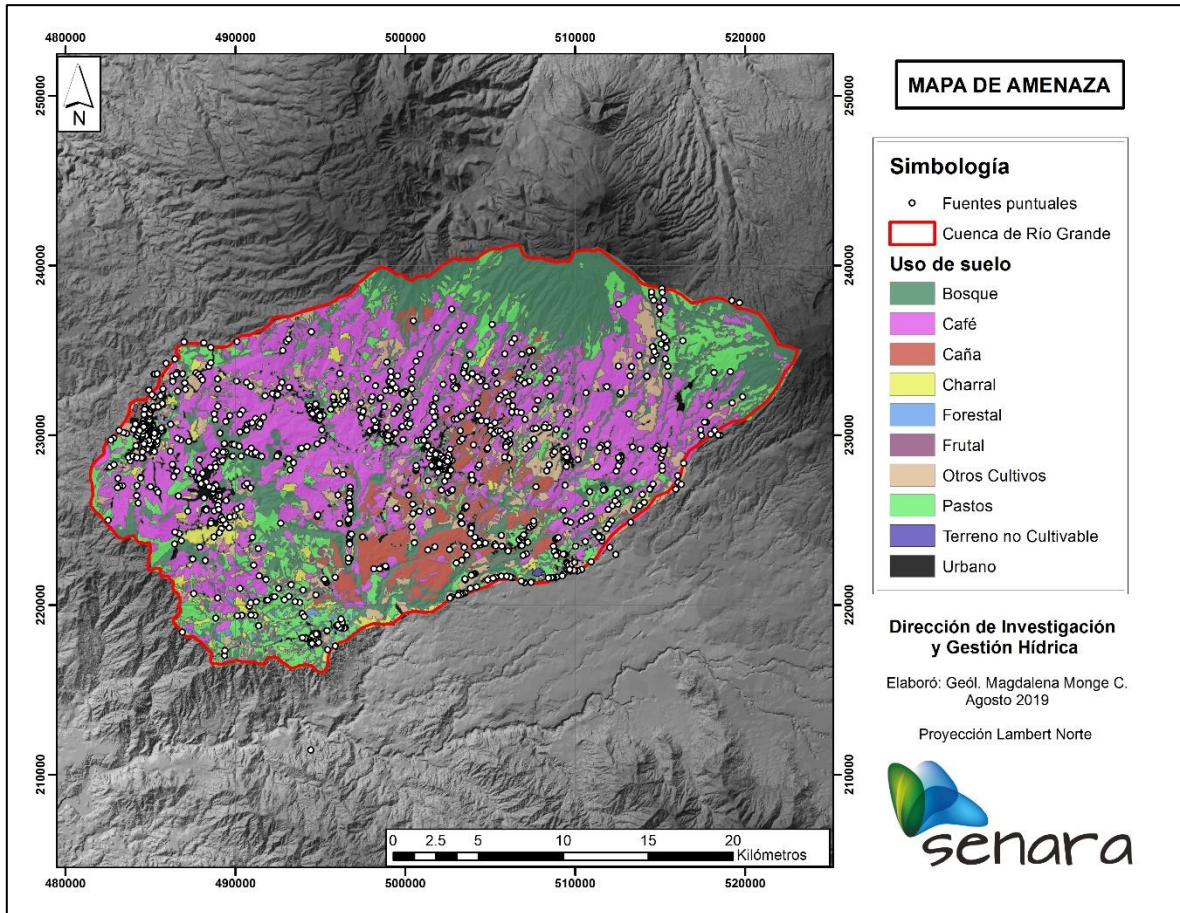 480000 490000 500000 510000 520000
250000 250000
N
240000 240000
230000 230000
220000 220000
210000 210000
0 2.5 5 10 15 20
Kilómetros
480000 490000 500000 510000 520000
MAPA DE AMENAZA
Simbología
Fuentes puntuales
Cuenca de Río Grande
Uso de suelo
Bosque
Café
Caña
Charral
Forestal
Frutal
Otros Cultivos
Pastos
Terreno no Cultivable
Urbano
Dirección de Investigación
y Gestión Hídrica
Elaboró: Geól. Magdalena Monge C.
Agosto 2019
Proyección Lambert Norte
senara